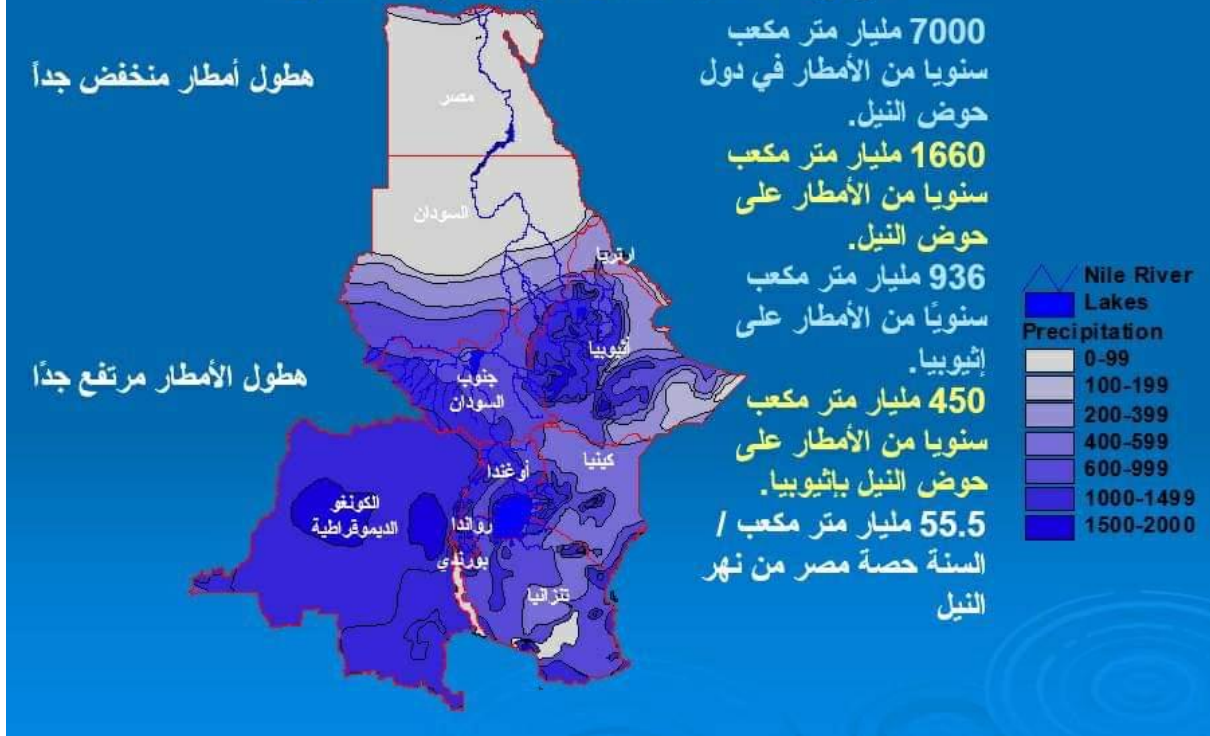 7000 مليار متر مكعب
سنويا من الأمطار في دول
حوض النيل.
1660 مليار متر مكعب
سنويا من الأمطار على
حوض النيل.
936 مليار متر مكعب
سنويًا من الأمطار على
إثيوبيا.
450 مليار متر مكعب
سنويا من الأمطار على
حوض النيل بإثيوبيا.
55.5 مليار متر مكعب /
السنة حصة مصر من نهر
النيل
هطول أمطار منخفض جداً
هطول الأمطار مرتفع جدًا
مصر
السودان
ارتريا
أثيوبيا
جنوب
السودان
كينيا
أوغندا
الكونغو
الديموقراطية
رواندا
بورندي
تنزانيا
Nile River
Lakes
Precipitation
0-99
100-199
200-399
400-599
600-999
1000-1499
1500-2000